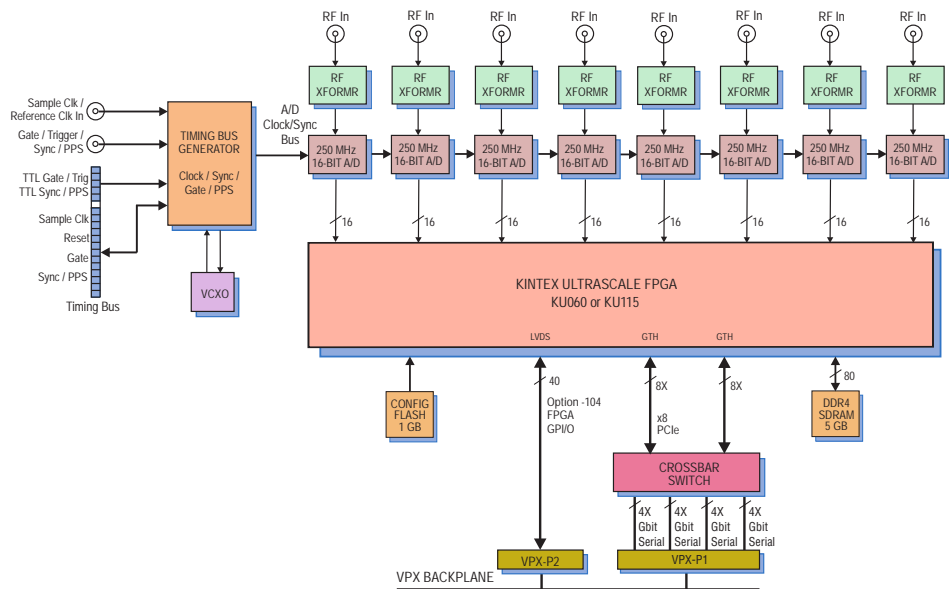 RF In
RF In
RF In
RF In
RF In
RF In
RF In
RF In
RF
XFORMR
RF
XFORMR
RF
XFORMR
RF
XFORMR
RF
XFORMR
RF
XFORMR
RF
XFORMR
RF
XFORMR
Sample Clk /
Reference Clk In
Gate / Trigger /
Sync / PPS
TTL Gate / Trig
TTL Sync / PPS
Sample Clk
Reset
Gate
Sync / PPS
Timing Bus
TIMING BUS
GENERATOR
Clock / Sync /
Gate / PPS
VCXO
A/D
Clock/Sync
Bus
250 MHz
16-BIT A/D
250 MHz
16-BIT A/D
250 MHz
16-BIT A/D
250 MHz
16-BIT A/D
250 MHz
16-BIT A/D
250 MHz
16-BIT A/D
250 MHz
16-BIT A/D
250 MHz
16-BIT A/D
16
16
16
16
16
16
16
16
KINTEX ULTRASCALE FPGA
KU060 or KU115
LVDS
GTH
GTH
CONFIG
FLASH
1 GB
40
Option -104
FPGA
GPI/O
8X
x8
PCIe
8X
80
DDR4
SDRAM
5 GB
CROSSBAR
SWITCH
4X
Gbit
Serial
4X
Gbit
Serial
4X
Gbit
Serial
4X
Gbit
Serial
VPX-P2
VPX-P1
VPX BACKPLANE